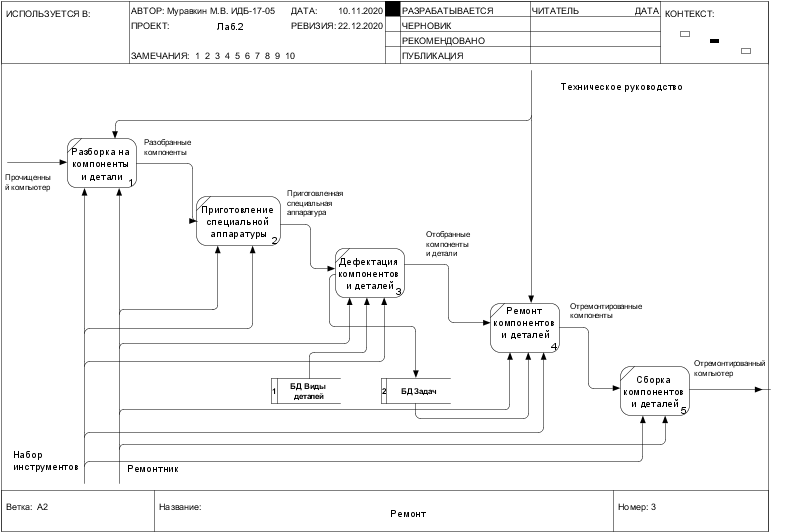 ИСПОЛЬЗУЕТСЯ В:
АВТОР: Муравкин М.В. ИДБ-17-05
ДАТА: 10.11.2020
РАЗРАБАТЫВАЕТСЯ
ЧИТАТЕЛЬ
ДАТА
КОНТЕКСТ:
ПРОЕКТ: Лаб.2
РЕВИЗИЯ: 22.12.2020
ЧЕРНОВИК
РЕКОМЕНДОВАНО
ЗАМЕЧАНИЯ: 1 2 3 4 5 6 7 8 9 10
ПУБЛИКАЦИЯ
Техническое руководство
Прочищенны
й компьютер
Разборка на
компоненты
и детали
1
Разобранные
компоненты
Приготовление
специальной
аппаратуры
2
Приготовленная
специальная
аппаратура
Дефектация
компонентов
и деталей
3
Отобранные
компоненты
и детали
Ремонт
компонентов
и деталей
4
Отремонтированные
компоненты
Сборка
компонентов
и деталей
5
Отремонтированный
компьютер
1
БД Виды
деталей
2
БД Задач
Набор
инструментов
Ремонтник
Ветка: А2
Название:
Ремонт
Номер: 3